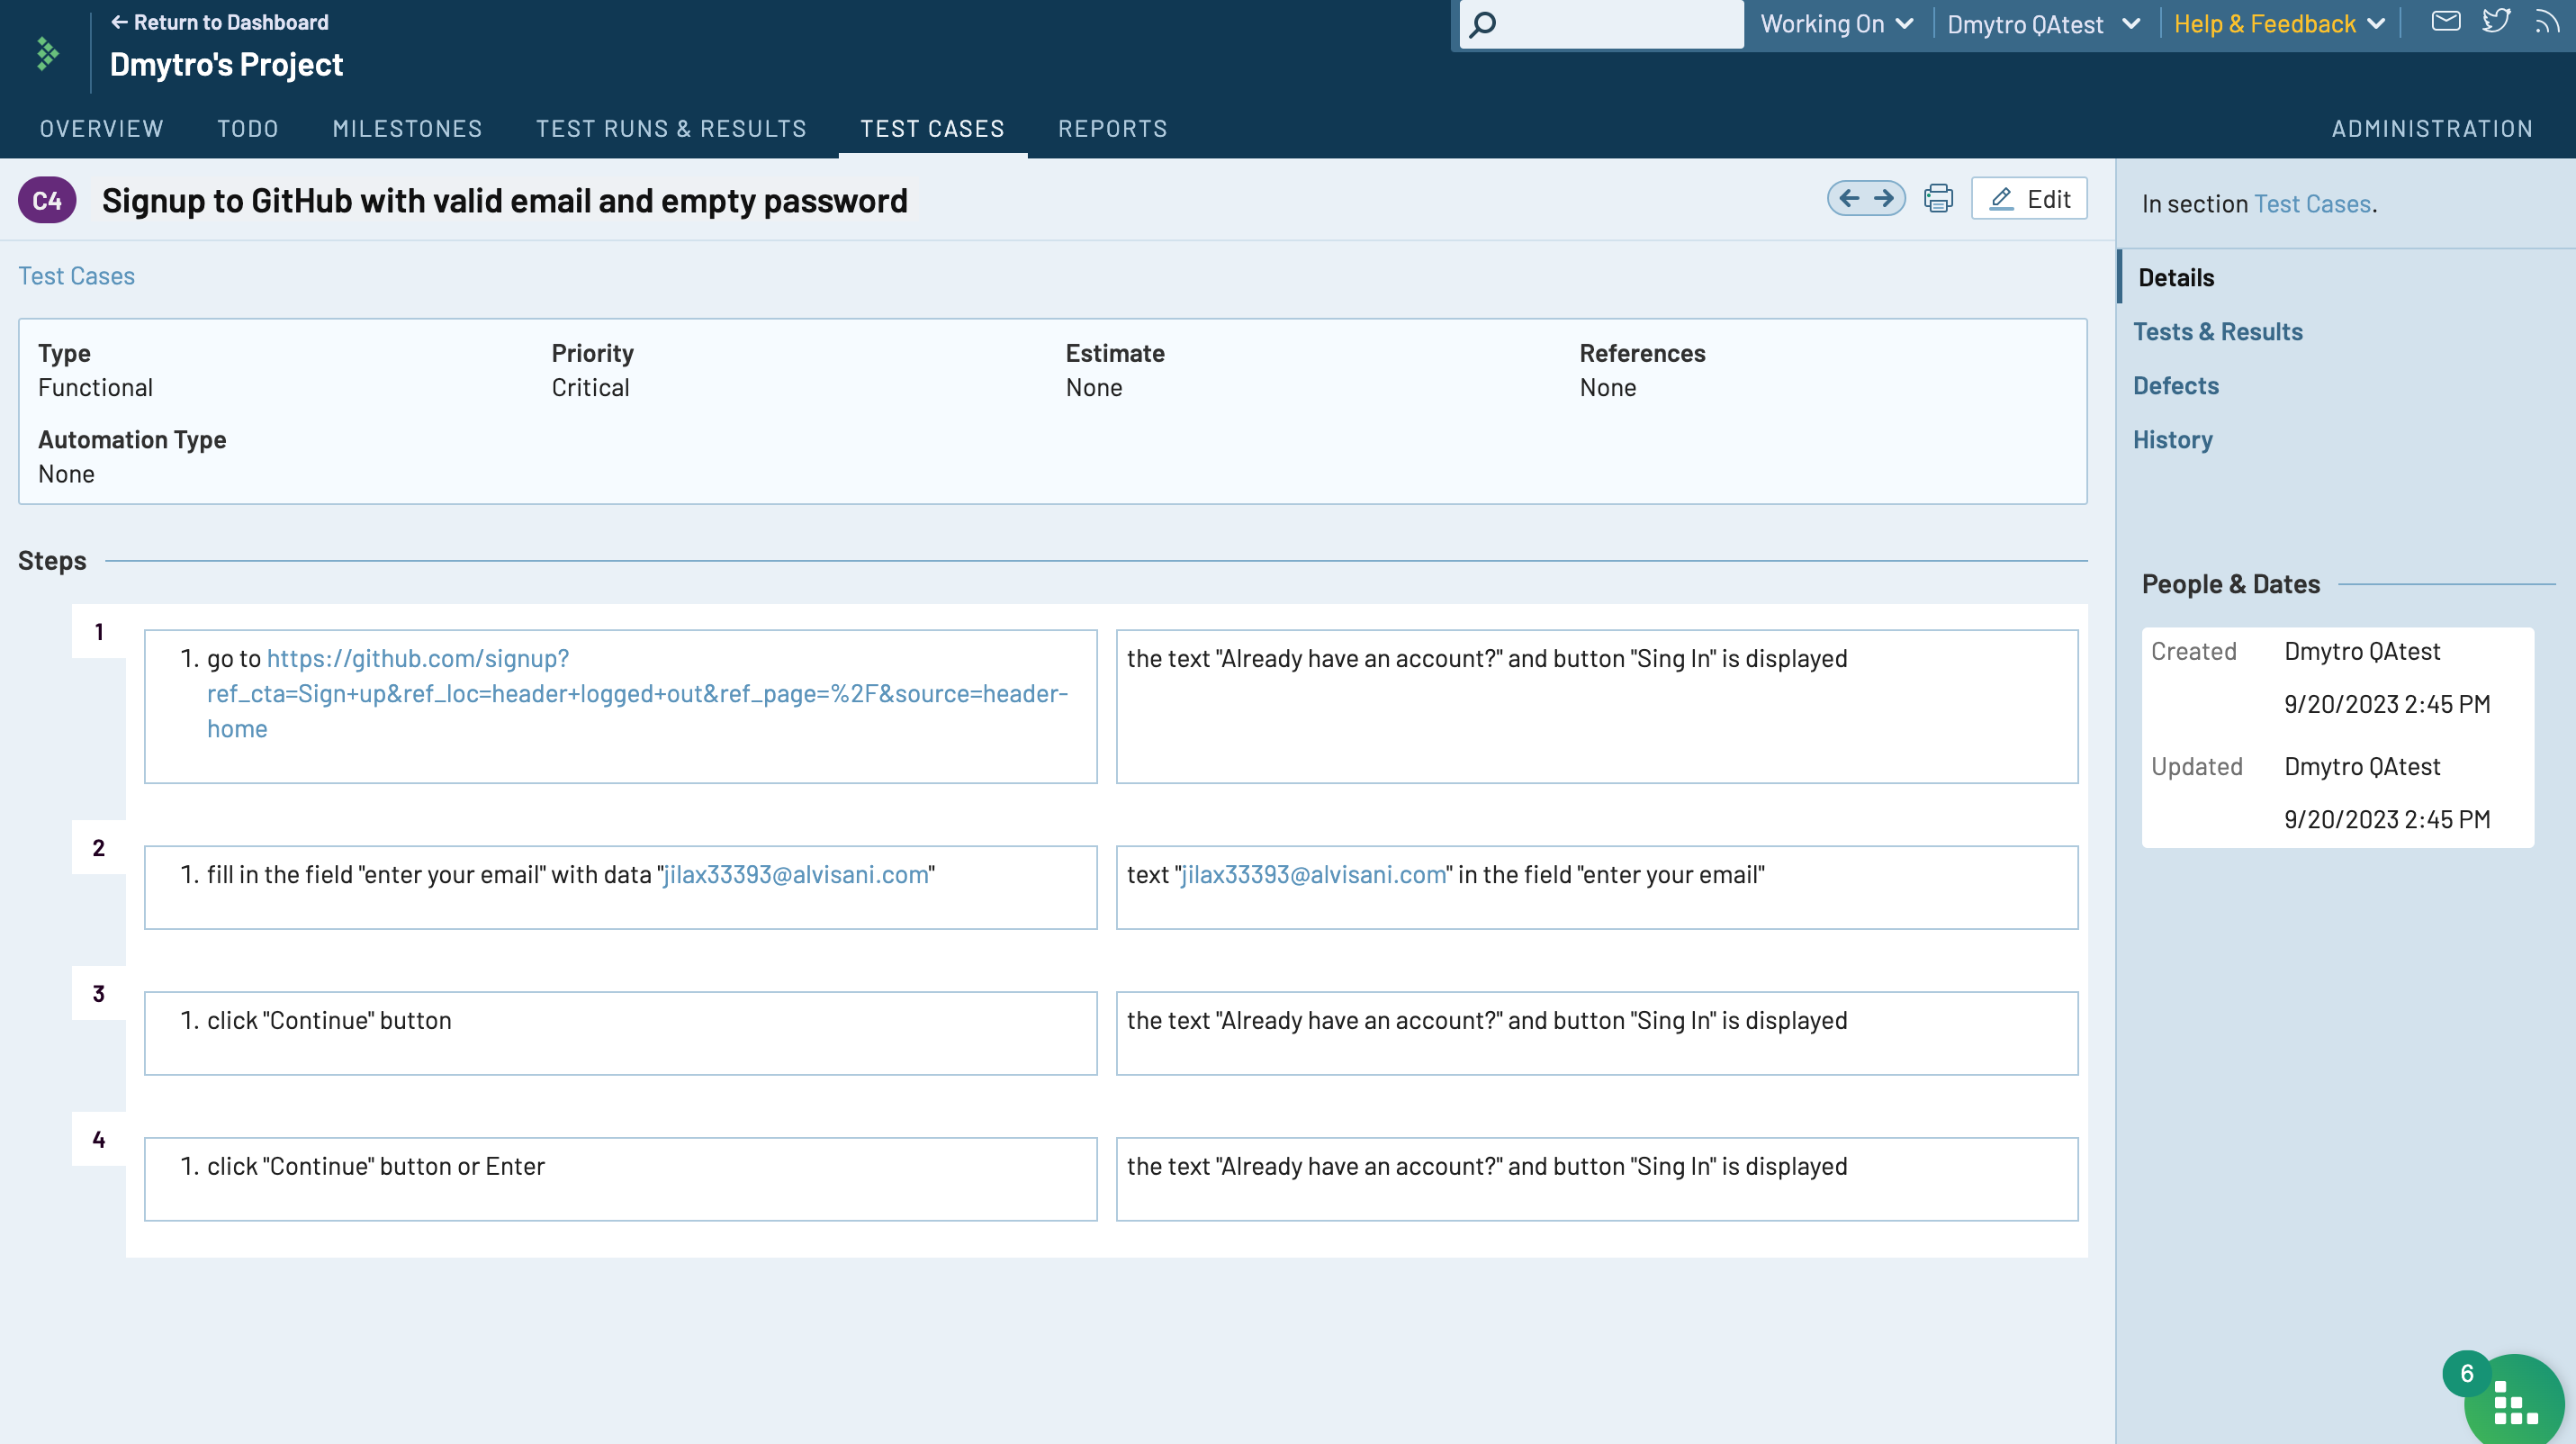 ← Return to Dashboard
Dmytro's Project
Working On
Dmytro QAtest
Help & Feedback
OVERVIEW
TODO
MILESTONES
TEST RUNS & RESULTS
TEST CASES
REPORTS
ADMINISTRATION
C4
Signup to GitHub with valid email and empty password
Edit
Test Cases
Type
Functional
Priority
Critical
Estimate
None
References
None
Automation Type
None
Steps
1
1. go to https://github.com/signup?
ref_cta=Sign+up&ref_loc=header+logged+out&ref_page=%2F&source=header-
home
the text "Already have an account?" and button "Sing In" is displayed
2
1. fill in the field "enter your email" with data "jilax33393@alvisani.com"
text "jilax33393@alvisani.com" in the field "enter your email"
3
1. click "Continue" button
the text "Already have an account?" and button "Sing In" is displayed
4
1. click "Continue" button or Enter
the text "Already have an account?" and button "Sing In" is displayed
In section Test Cases.
Details
Tests & Results
Defects
History
People & Dates
Created
Dmytro QAtest
9/20/2023 2:45 PM
Updated
Dmytro QAtest
9/20/2023 2:45 PM
6